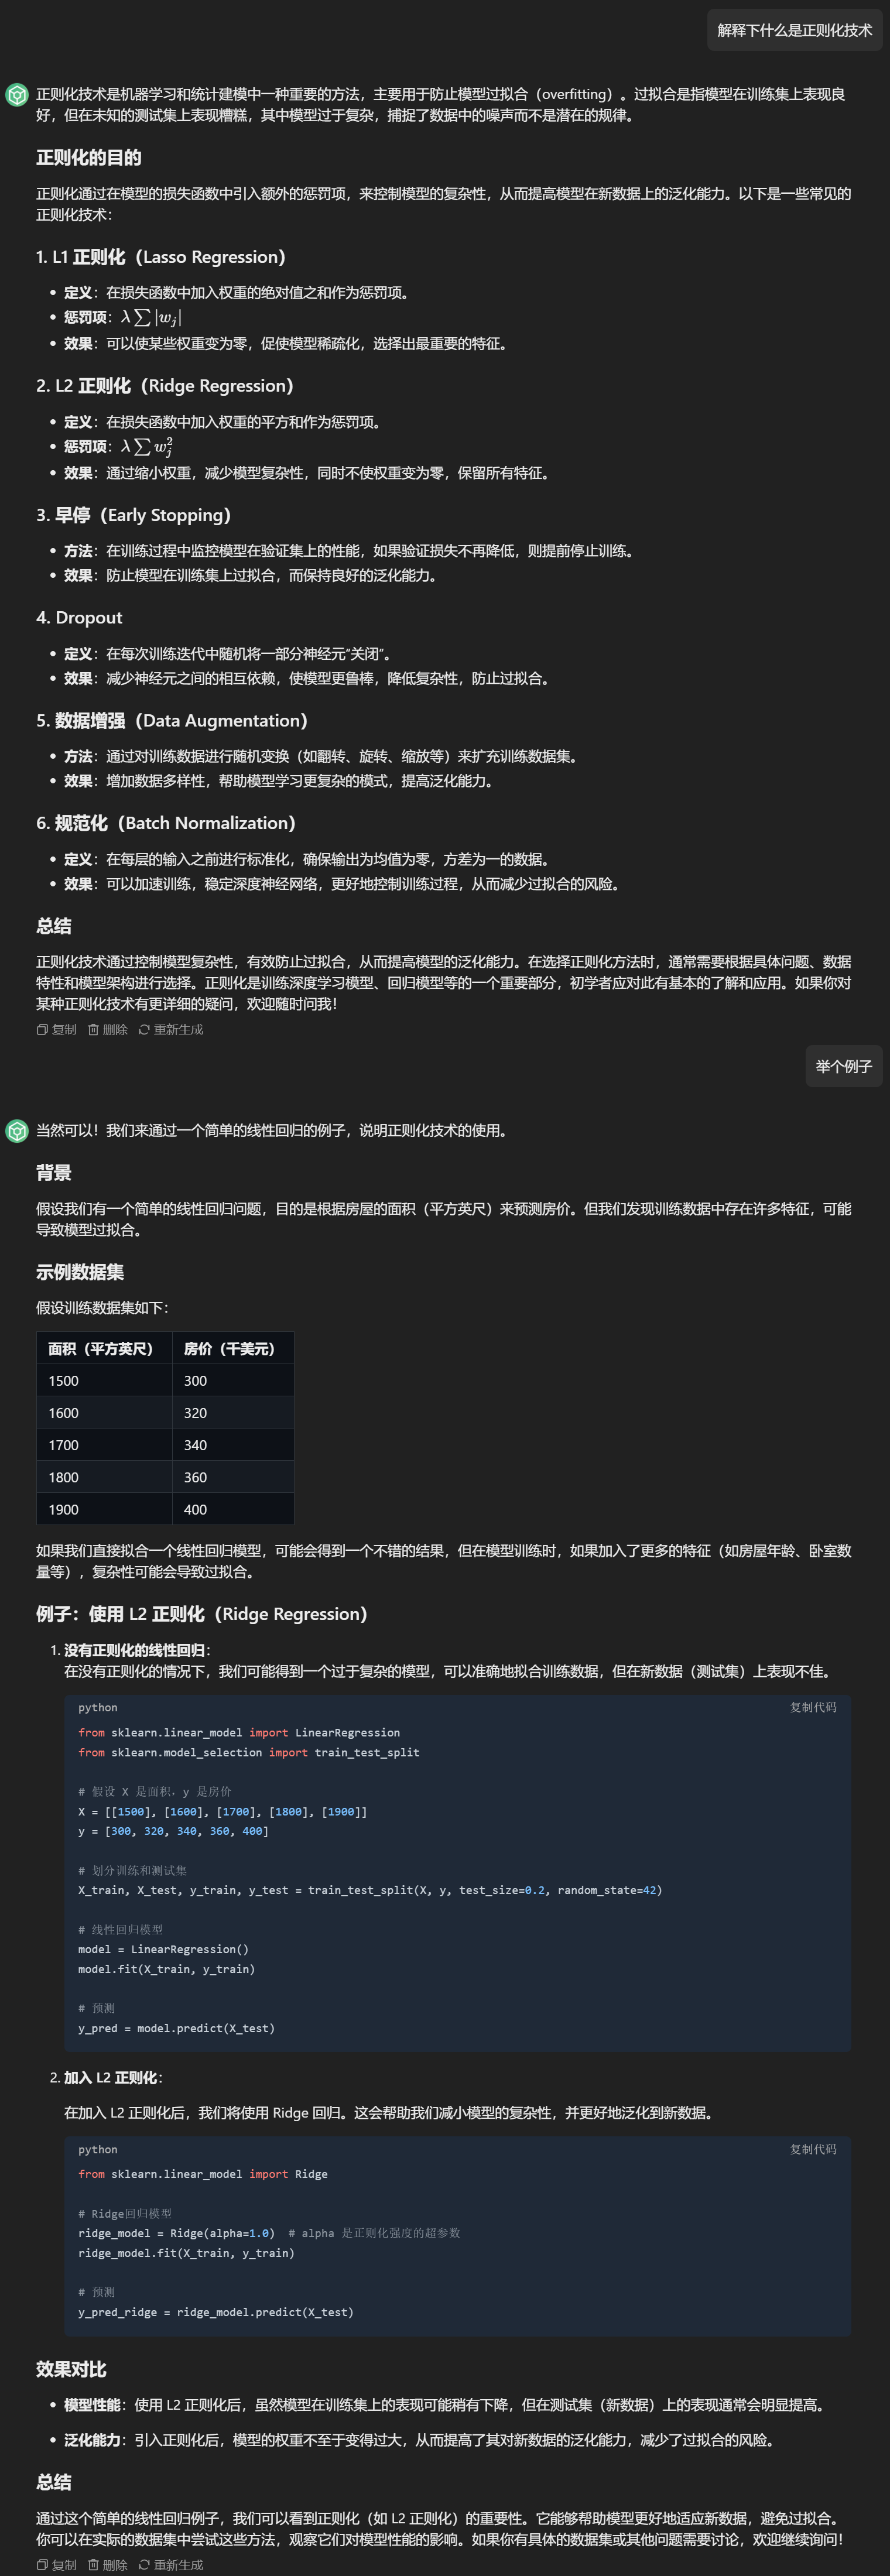 解释下什么是正则化技术
正则化技术是机器学习和统计建模中一种重要的方法，主要用于防止模型过拟合（overfitting）。过拟合是指模型在训练集上表现良
好，但在未知的测试集上表现糟糕，其中模型过于复杂，捕捉了数据中的噪声而不是潜在的规律。
正则化的目的
正则化通过在模型的损失函数中引入额外的惩罚项，来控制模型的复杂性，从而提高模型在新数据上的泛化能力。以下是一些常见的
正则化技术：
1. L1 正则化（Lasso Regression）
• 定义：在损失函数中加入权重的绝对值之和作为惩罚项。
• 惩罚项：λ∑|w_j|
• 效果：可以使某些权重变为零，促使模型稀疏化，选择出最重要的特征。
2. L2 正则化（Ridge Regression）
• 定义：在损失函数中加入权重的平方和作为惩罚项。
• 惩罚项：λ∑w_j^2
• 效果：通过缩小权重，减少模型复杂性，同时不使权重变为零，保留所有特征。
3. 早停（Early Stopping）
• 方法：在训练过程中监控模型在验证集上的性能，如果验证损失不再降低，则提前停止训练。
• 效果：防止模型在训练集上过拟合，而保持良好的泛化能力。
4. Dropout
• 定义：在每次训练迭代中随机将一部分神经元“关闭”。
• 效果：减少神经元之间的相互依赖，使模型更鲁棒，降低复杂性，防止过拟合。
5. 数据增强（Data Augmentation）
• 方法：通过对训练数据进行随机变换（如翻转、旋转、缩放等）来扩充训练数据集。
• 效果：增加数据多样性，帮助模型学习更复杂的模式，提高泛化能力。
6. 规范化（Batch Normalization）
• 定义：在每层的输入之前进行标准化，确保输出为均值为零，方差为一的数据。
• 效果：可以加速训练，稳定深度神经网络，更好地控制训练过程，从而减少过拟合的风险。
总结
正则化技术通过控制模型复杂性，有效防止过拟合，从而提高模型的泛化能力。在选择正则化方法时，通常需要根据具体问题、数据
特性和模型架构进行选择。正则化是训练深度学习模型、回归模型等的一个重要部分，初学者应对此有基本的了解和应用。如果你对
某种正则化技术有更详细的疑问，欢迎随时问我！
复制 删除 重新生成
举个例子
当然可以！我们来通过一个简单的线性回归的例子，说明正则化技术的使用。
背景
假设我们有一个简单的线性回归问题，目的是根据房屋的面积（平方英尺）来预测房价。但我们发现训练数据中存在许多特征，可能
导致模型过拟合。
示例数据集
假设训练数据集如下：
面积（平方英尺） 房价（千美元）
1500 300
1600 320
1700 340
1800 360
1900 400
如果我们直接拟合一个线性回归模型，可能会得到一个不错的结果，但在模型训练时，如果加入了更多的特征（如房屋年龄、卧室数
量等），复杂性可能会导致过拟合。
例子：使用 L2 正则化（Ridge Regression）
1. 没有正则化的线性回归：
在没有正则化的情况下，我们可能得到一个过于复杂的模型，可以准确地拟合训练数据，但在新数据（测试集）上表现不佳。
python 复制代码
from sklearn.linear_model import LinearRegression
from sklearn.model_selection import train_test_split
# 假设 X 是面积，y 是房价
X = [[1500], [1600], [1700], [1800], [1900]]
y = [300, 320, 340, 360, 400]
# 划分训练和测试集
X_train, X_test, y_train, y_test = train_test_split(X, y, test_size=0.2, random_state=42)
# 线性回归模型
model = LinearRegression()
model.fit(X_train, y_train)
# 预测
y_pred = model.predict(X_test)
2. 加入 L2 正则化：
在加入 L2 正则化后，我们将使用 Ridge 回归。这会帮助我们减小模型的复杂性，并更好地泛化到新数据。
python 复制代码
from sklearn.linear_model import Ridge
# Ridge回归模型
ridge_model = Ridge(alpha=1.0)  # alpha 是正则化强度的超参数
ridge_model.fit(X_train, y_train)
# 预测
y_pred_ridge = ridge_model.predict(X_test)
效果对比
• 模型性能：使用 L2 正则化后，虽然模型在训练集上的表现可能稍有下降，但在测试集（新数据）上的表现通常会明显提高。
• 泛化能力：引入正则化后，模型的权重不至于变得过大，从而提高了其对新数据的泛化能力，减少了过拟合的风险。
总结
通过这个简单的线性回归例子，我们可以看到正则化（如 L2 正则化）的重要性。它能够帮助模型更好地适应新数据，避免过拟合。
你可以在实际的数据集中尝试这些方法，观察它们对模型性能的影响。如果你有具体的数据集或其他问题需要讨论，欢迎继续询问！
复制 删除 重新生成